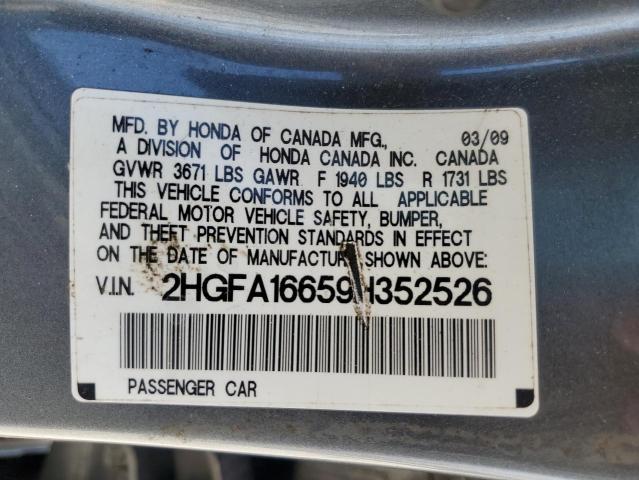 MFD. BY HONDA OF CANADA MFG., 03/09
A DIVISION OF HONDA CANADA INC. CANADA
GVWR 3671 LBS GAWR F 1940 LBS R 1731 LBS
THIS VEHICLE CONFORMS TO ALL APPLICABLE
FEDERAL MOTOR VEHICLE SAFETY, BUMPER,
AND THEFT PREVENTION STANDARDS IN EFFECT
ON THE DATE OF MANUFACTURE SHOWN ABOVE:
V.I.N. 2HGFA16659H352526
PASSENGER CAR